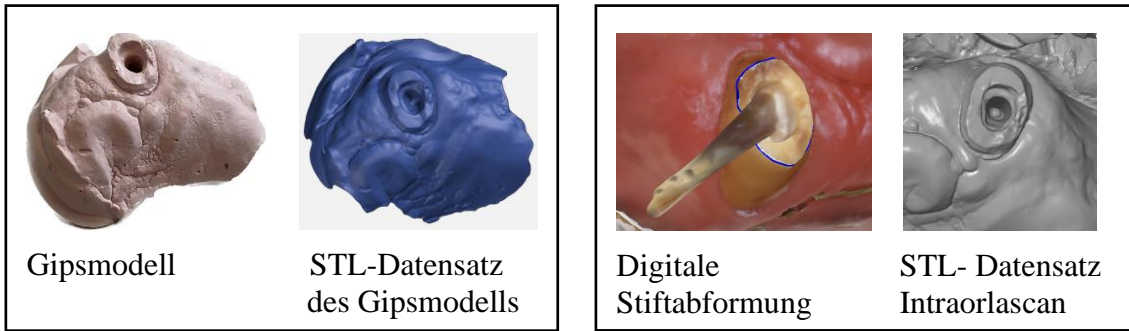 Gipsmodell
STL-Datensatz
des Gipsmodells
Digitale
Stiftabformung
STL- Datensatz
Intraorlascan